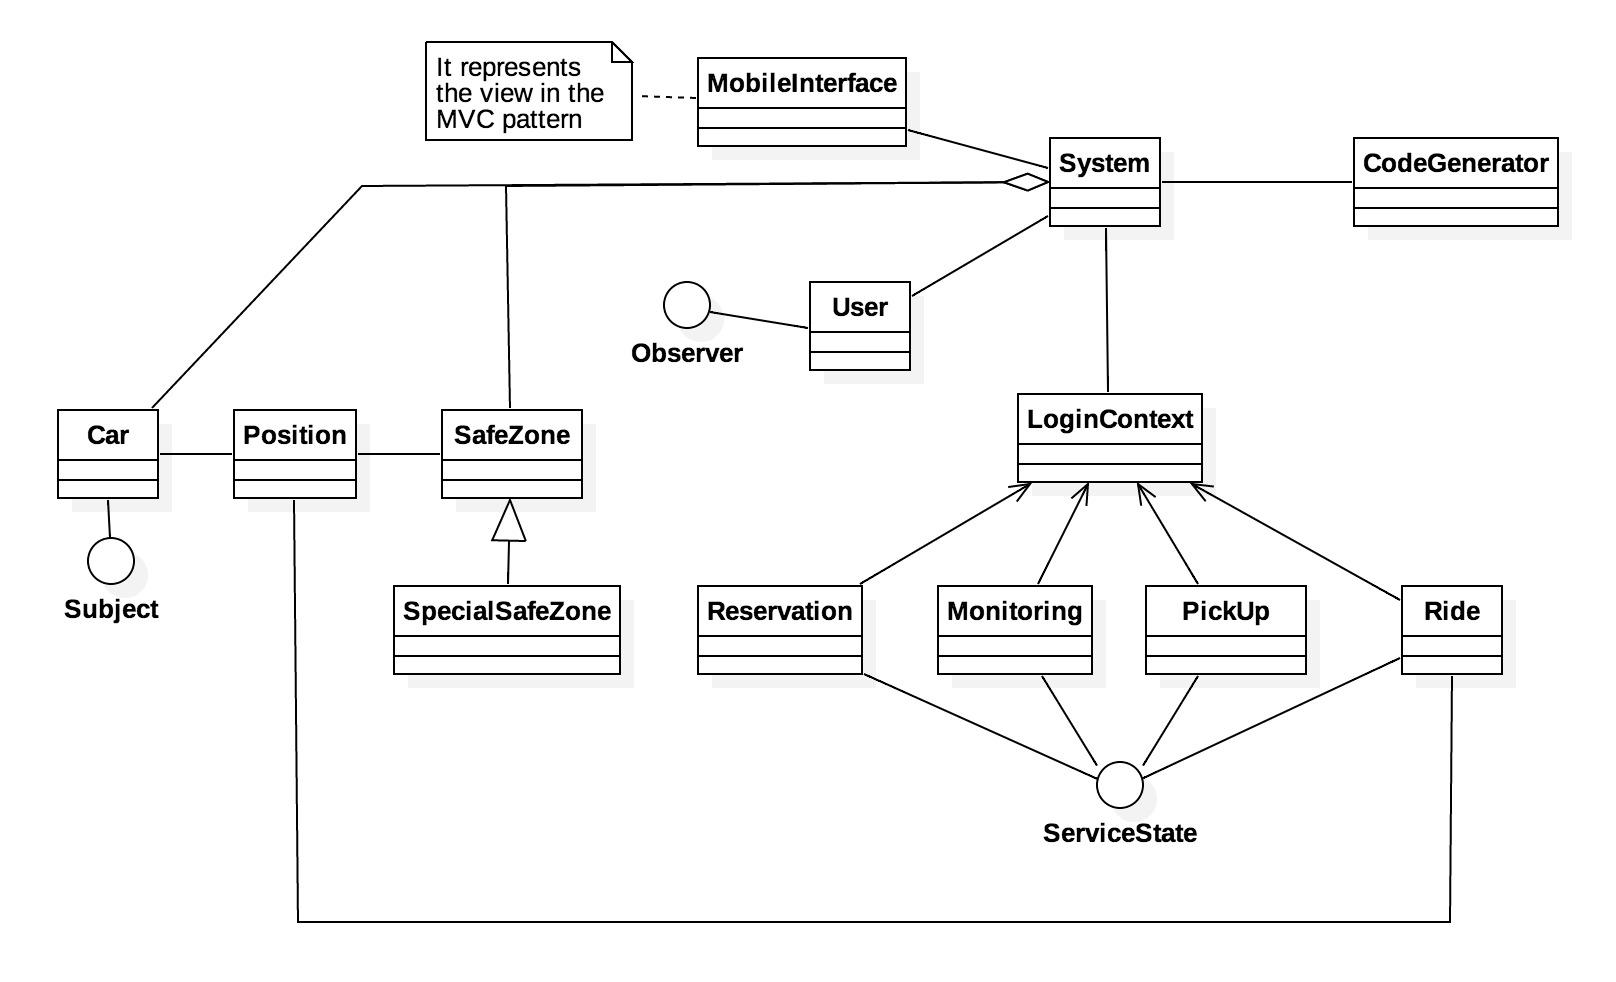 It represents
the view in the
MVC pattern
MobileInterface
System
CodeGenerator
User
Observer
LoginContext
Car
Position
SafeZone
Subject
SpecialSafeZone
Reservation
Monitoring
PickUp
Ride
ServiceState